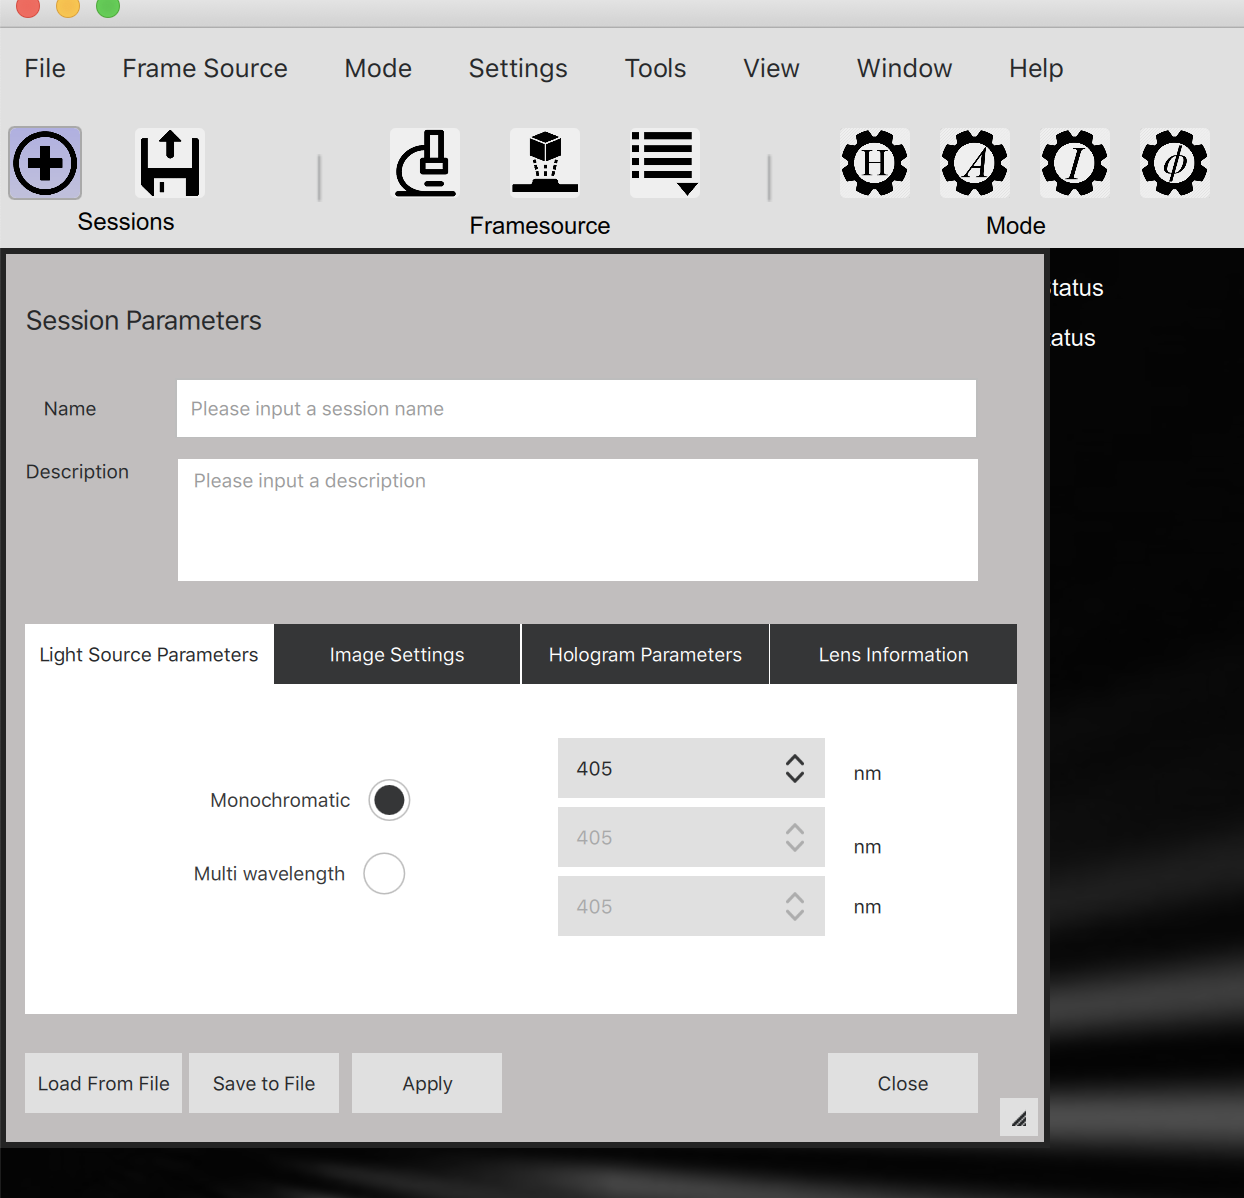 File Frame Source Mode Settings Tools View Window Help
H A I ϕ
Sessions Framesource Mode
tatus
atus
Session Parameters
Name Please input a session name
Description Please input a description
Light Source Parameters Image Settings Hologram Parameters Lens Information
405 nm
Monochromatic
405 nm
Multi wavelength
405 nm
Load From File Save to File Apply Close